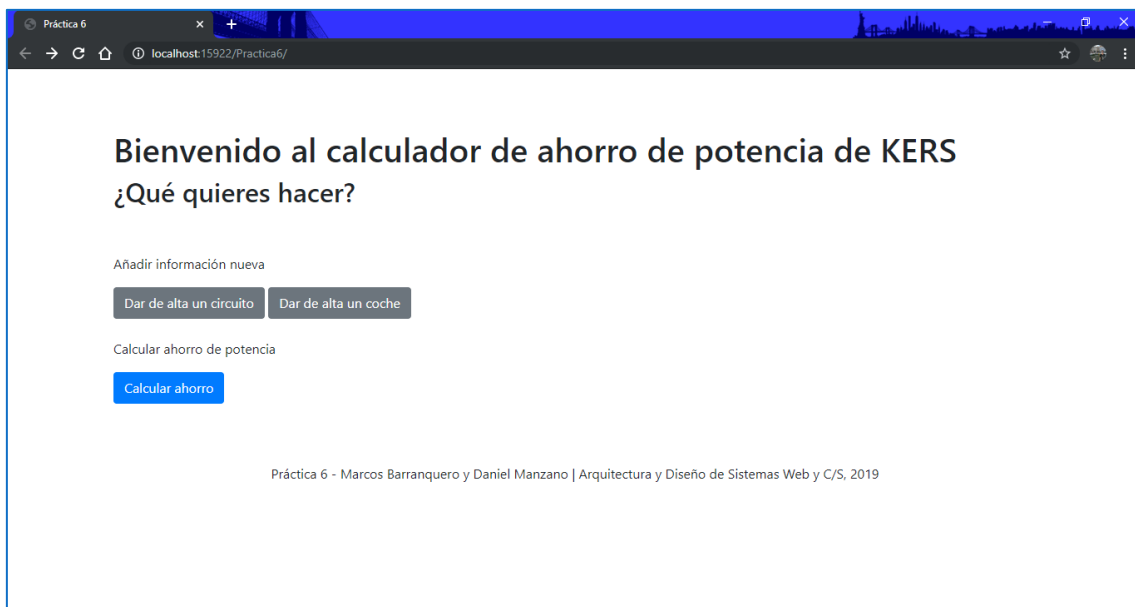 Práctica 6
localhost:15922/Practica6/
Bienvenido al calculador de ahorro de potencia de KERS
¿Qué quieres hacer?
Añadir información nueva
Dar de alta un circuito Dar de alta un coche
Calcular ahorro de potencia
Calcular ahorro
Práctica 6 - Marcos Barranquero y Daniel Manzano | Arquitectura y Diseño de Sistemas Web y C/S, 2019